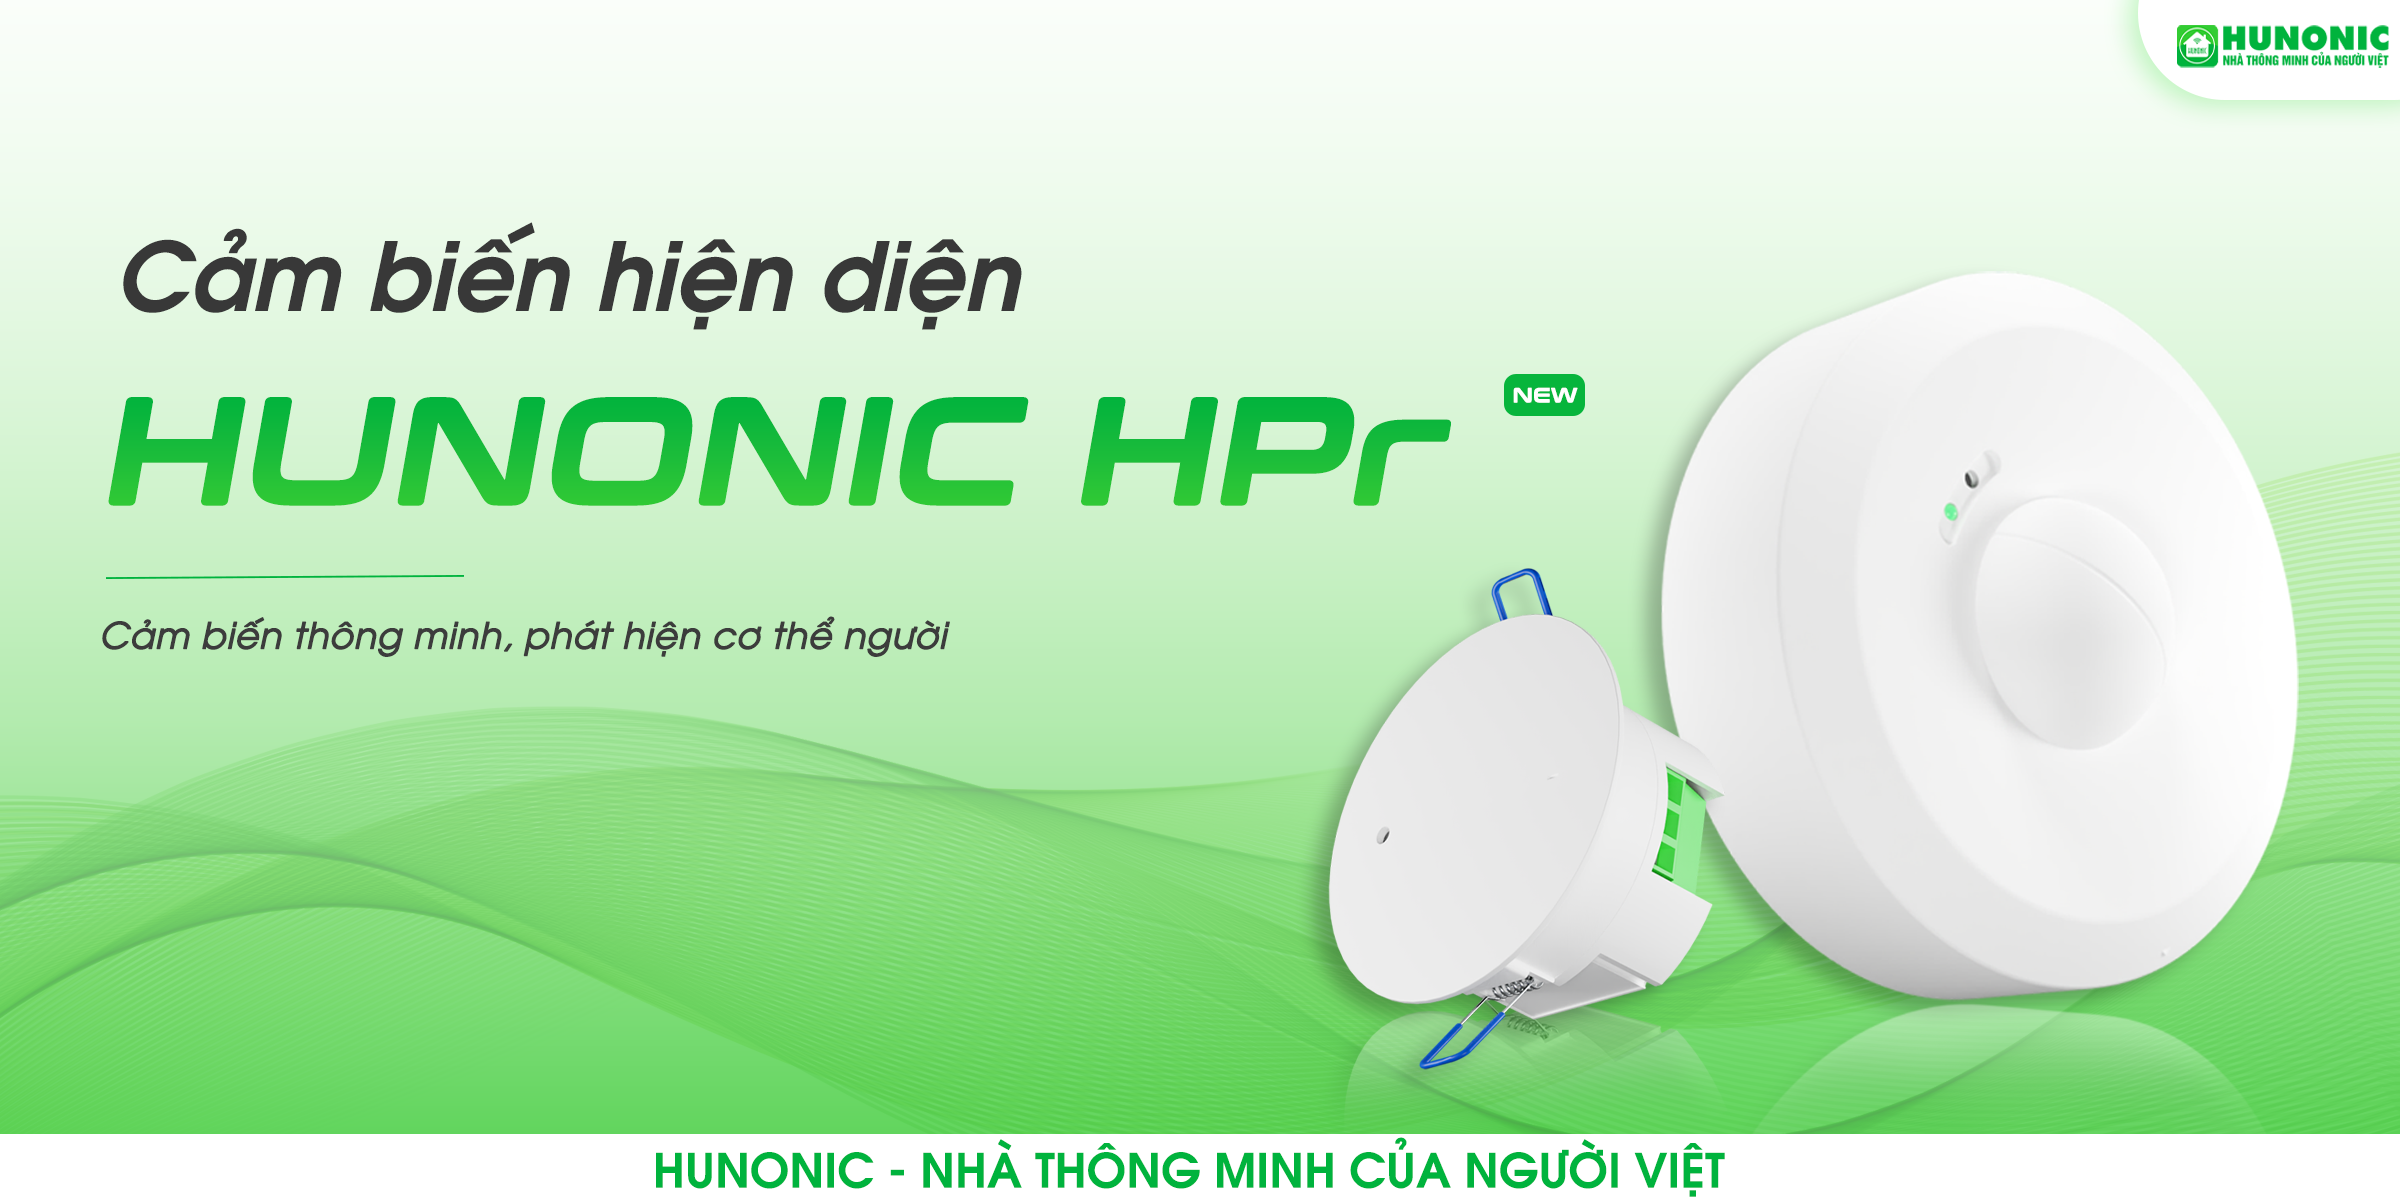 HUNONIC
NHÀ THÔNG MINH CỦA NGƯỜI VIỆT
Cảm biến hiện diện
HUNONIC HPr
NEW
Cảm biến thông minh, phát hiện cơ thể người
HUNONIC - NHÀ THÔNG MINH CỦA NGƯỜI VIỆT